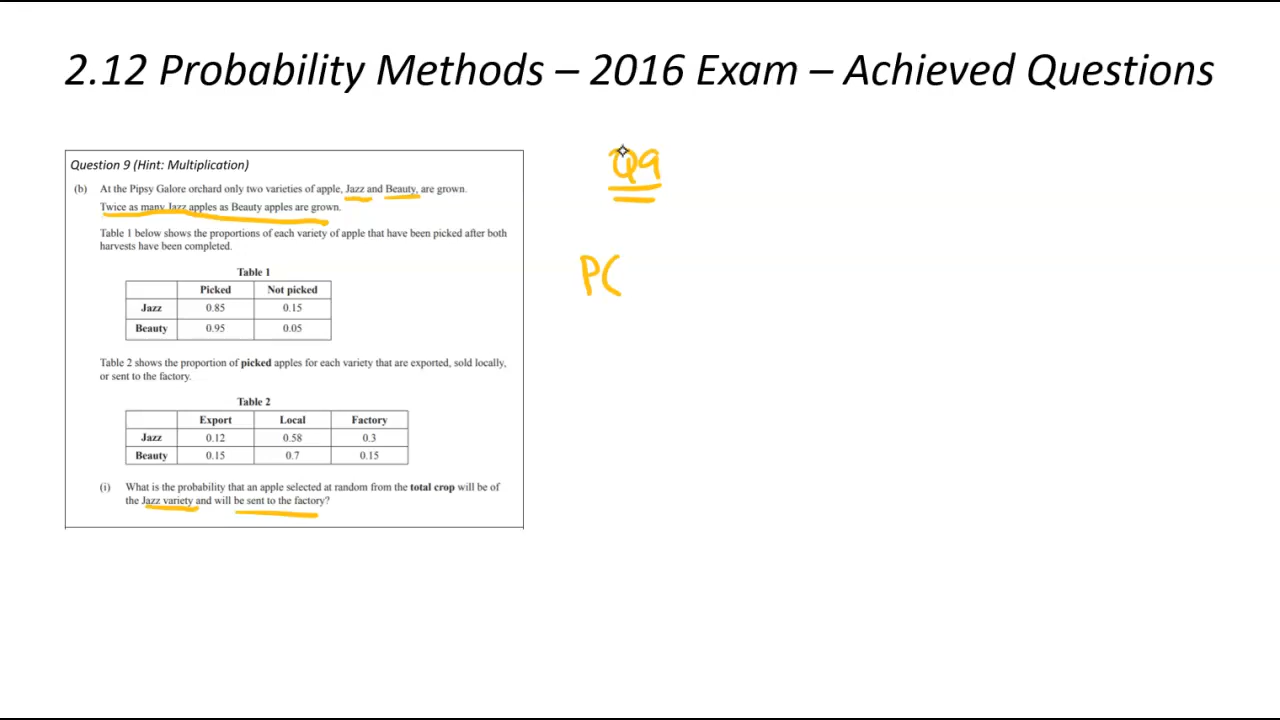 2.12 Probability Methods – 2016 Exam – Achieved Questions
Question 9 (Hint: Multiplication)
(b) At the Pipsy Galore orchard only two varieties of apple, Jazz and Beauty, are grown.
Twice as many Jazz apples as Beauty apples are grown.
Table 1 below shows the proportions of each variety of apple that have been picked after both
harvests have been completed.
Table 1
Picked Not picked
Jazz 0.85 0.15
Beauty 0.95 0.05
Table 2 shows the proportion of picked apples for each variety that are exported, sold locally,
or sent to the factory.
Table 2
Export Local Factory
Jazz 0.12 0.58 0.3
Beauty 0.15 0.7 0.15
(i) What is the probability that an apple selected at random from the total crop will be of
the Jazz variety and will be sent to the factory?
Q9
P(